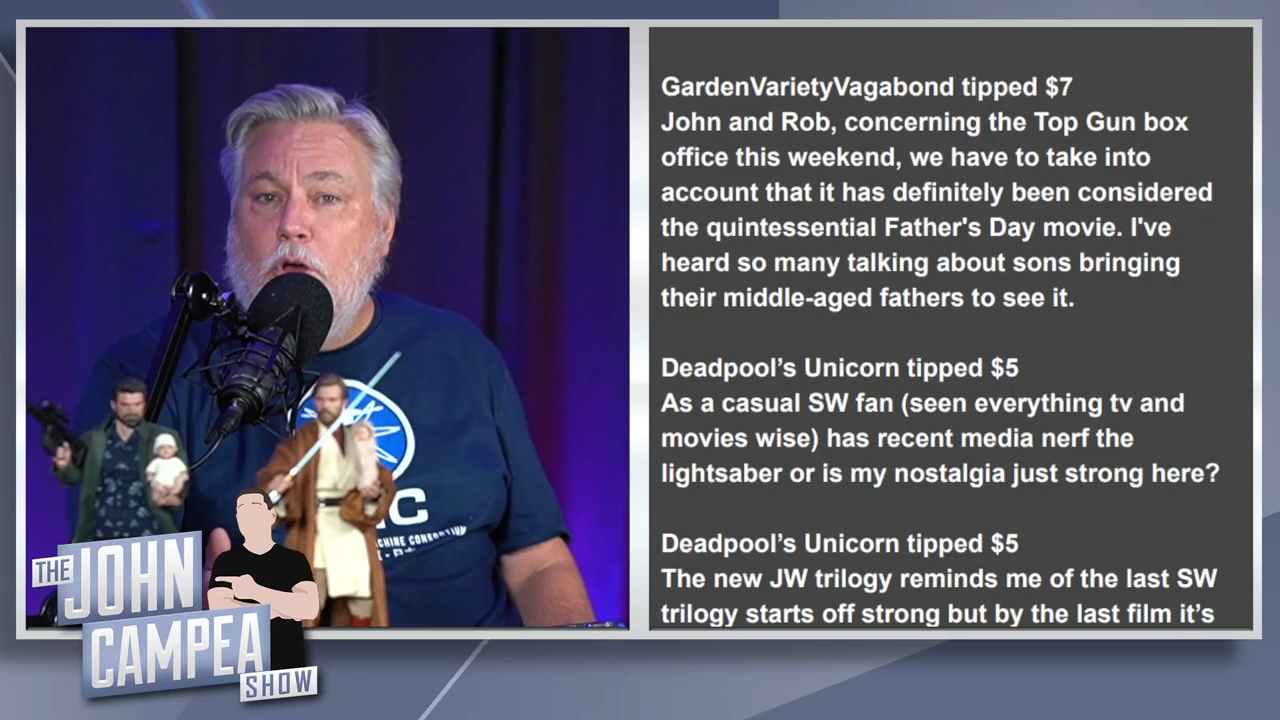 GardenVarietyVagabond tipped $7
John and Rob, concerning the Top Gun box
office this weekend, we have to take into
account that it has definitely been considered
the quintessential Father's Day movie. I've
heard so many talking about sons bringing
their middle-aged fathers to see it.
Deadpool’s Unicorn tipped $5
As a casual SW fan (seen everything tv and
movies wise) has recent media nerf the
lightsaber or is my nostalgia just strong here?
Deadpool’s Unicorn tipped $5
The new JW trilogy reminds me of the last SW
trilogy starts off strong but by the last film it’s
THE
JOHN
CAMPEA
SHOW